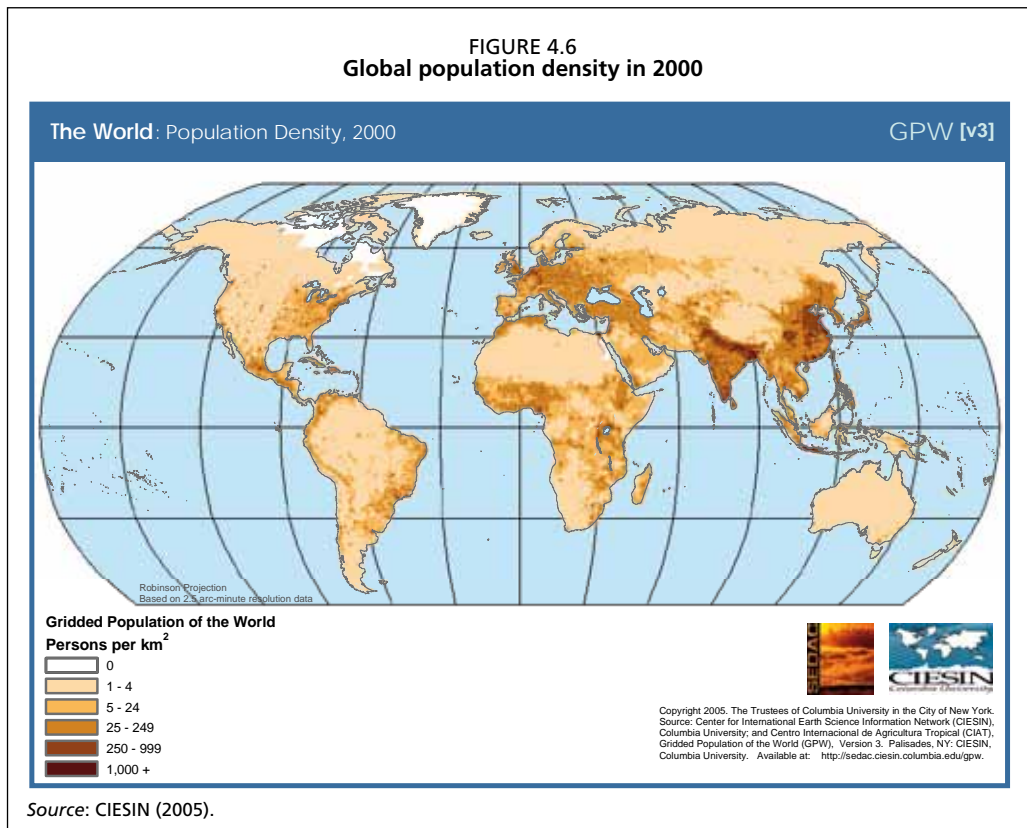 FIGURE 4.6
Global population density in 2000
The World: Population Density, 2000
GPW [v3]
Robinson Projection
Based on 2.5 arc-minute resolution data
Gridded Population of the World
Persons per km2
0
1 - 4
5 - 24
25 - 249
250 - 999
1,000 +
SEDAC
CIESIN
Columbia University
Copyright 2005. The Trustees of Columbia University in the City of New York.
Source: Center for International Earth Science Information Network (CIESIN),
Columbia University; and Centro Internacional de Agricultura Tropical (CIAT),
Gridded Population of the World (GPW), Version 3. Palisades, NY: CIESIN,
Columbia University. Available at: http://sedac.ciesin.columbia.edu/gpw.
Source: CIESIN (2005).